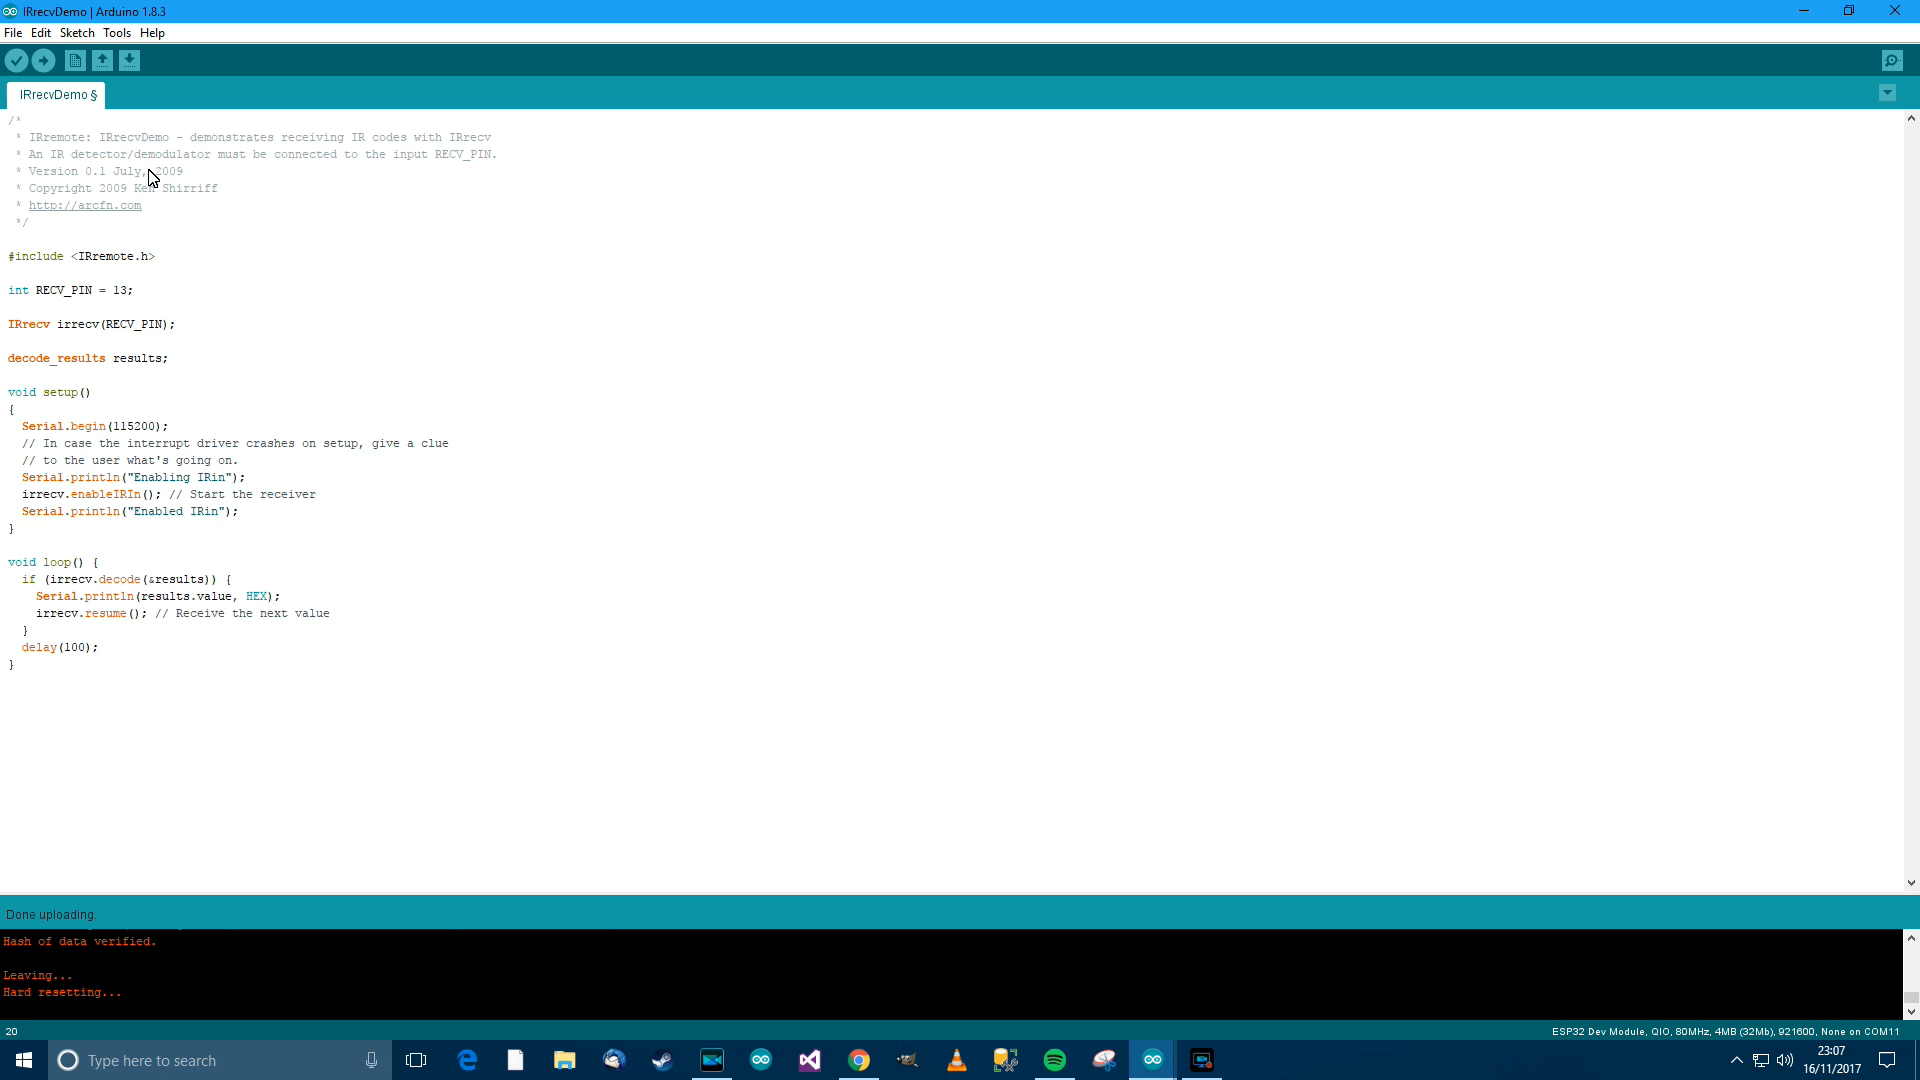 IRrecvDemo | Arduino 1.8.3
File Edit Sketch Tools Help
IRrecvDemo §
/*
* IRremote: IRrecvDemo - demonstrates receiving IR codes with IRrecv
* An IR detector/demodulator must be connected to the input RECV_PIN.
* Version 0.1 July, 2009
* Copyright 2009 Ken Shirriff
* http://arcfn.com
*/
#include <IRremote.h>
int RECV_PIN = 13;
IRrecv irrecv(RECV_PIN);
decode_results results;
void setup()
{
Serial.begin(115200);
// In case the interrupt driver crashes on setup, give a clue
// to the user what's going on.
Serial.println("Enabling IRin");
irrecv.enableIRIn(); // Start the receiver
Serial.println("Enabled IRin");
}
void loop() {
if (irrecv.decode(&results)) {
Serial.println(results.value, HEX);
irrecv.resume(); // Receive the next value
}
delay(100);
}
Done uploading.
Hash of data verified.
Leaving...
Hard resetting...
20
ESP32 Dev Module, QIO, 80MHz, 4MB (32Mb), 921600, None on COM11
Type here to search
23:07
16/11/2017